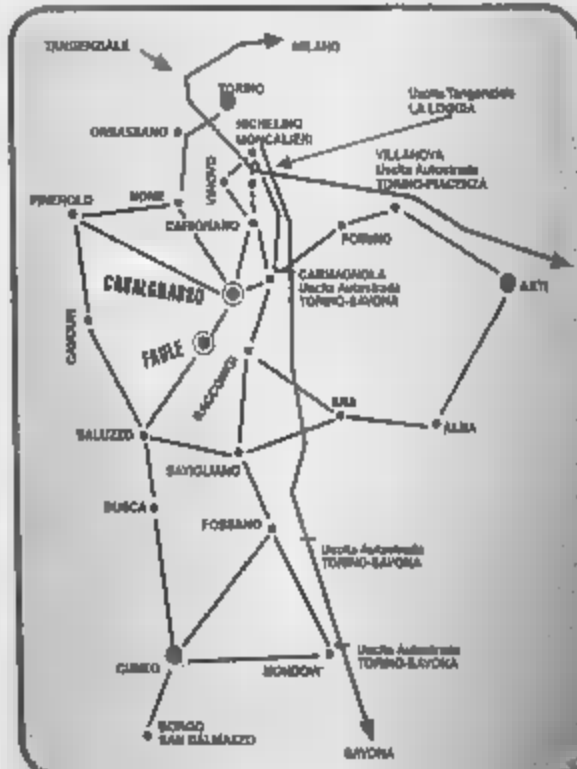 TANGENZIALE
MILANO
TORINO
Uscita Tangenziale
LA LOGGIA
ORBASSANO
NICHELINO
MONCALIERI
VILLANOVA
Uscita Autostrada
TORINO-PIACENZA
VINOVO
PINEROLO
NONE
CARIGNANO
POIRINO
CARMAGNOLA
Uscita Autostrada
TORINO-SAVONA
ASTI
CAVOUR
FAULE
RACCONIGI
BRA
ALBA
SALUZZO
SAVIGLIANO
BUSCA
FOSSANO
Uscita Autostrada
TORINO-SAVONA
CUNEO
MONDOVI'
Uscita Autostrada
TORINO-SAVONA
BORGO
SAN DALMAZZO
SAVONA